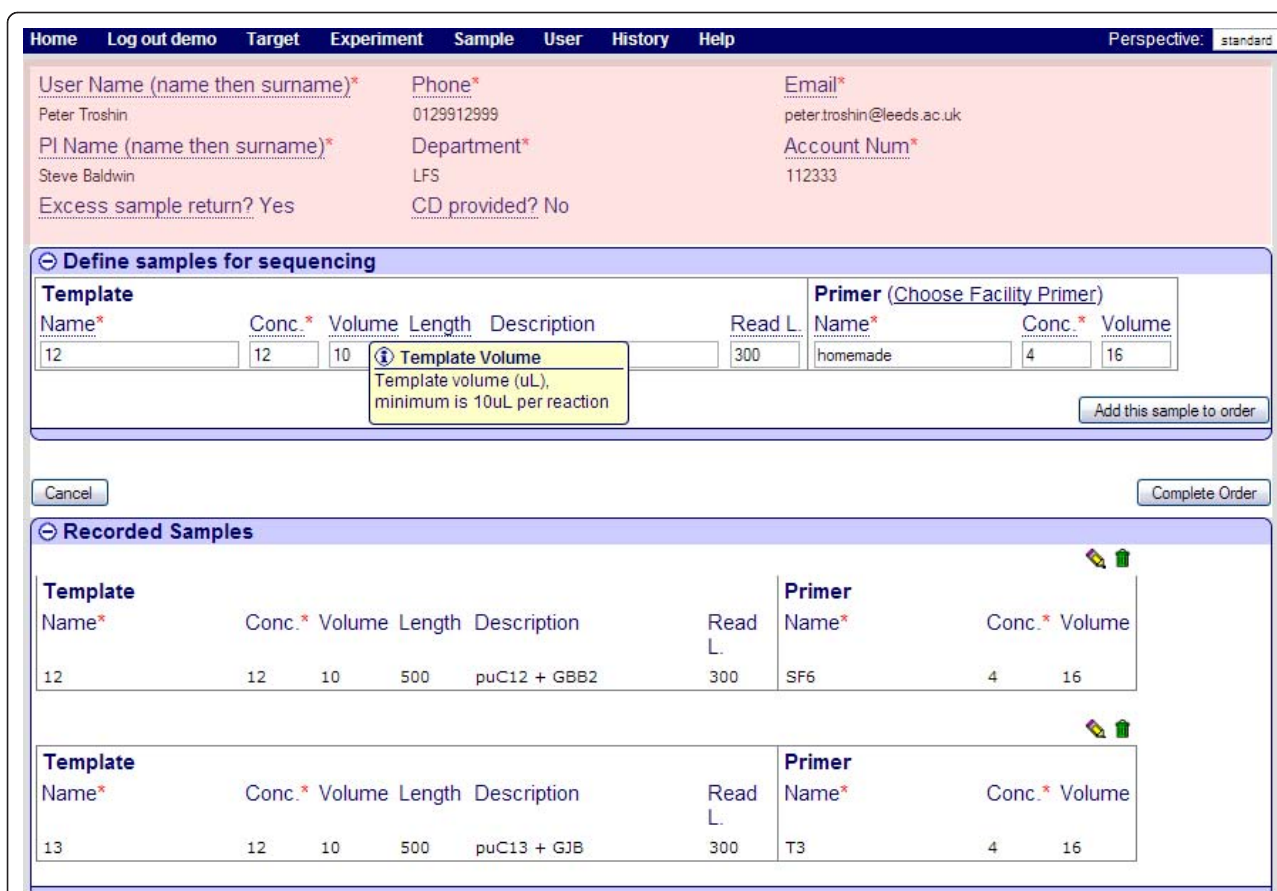 Home Log out demo Target Experiment Sample User History Help Perspective: standard
User Name (name then surname)* Phone* Email*
Peter Troshin 0129912999 peter.troshin@leeds.ac.uk
PI Name (name then surname)* Department* Account Num*
Steve Baldwin LFS 112333
Excess sample return? Yes CD provided? No
Define samples for sequencing
Template Primer (Choose Facility Primer)
Name* Conc.* Volume Length Description Read L. Name* Conc.* Volume
12 12 10 300 homemade 4 16
Template Volume
Template volume (uL),
minimum is 10uL per reaction
Add this sample to order
Cancel Complete Order
Recorded Samples
Template Primer
Name* Conc.* Volume Length Description Read L. Name* Conc.* Volume
12 12 10 500 puC12 + GBB2 300 SF6 4 16
Template Primer
Name* Conc.* Volume Length Description Read L. Name* Conc.* Volume
13 12 10 500 puC13 + GJB 300 T3 4 16